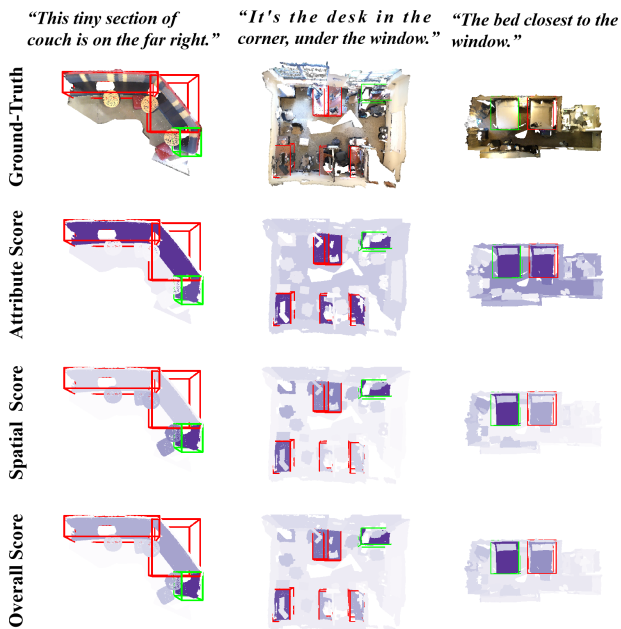 “This tiny section of
couch is on the far right.”
“It's the desk in the
corner, under the window.”
“The bed closest to the
window.”
Ground-Truth
Attribute Score
Spatial Score
Overall Score